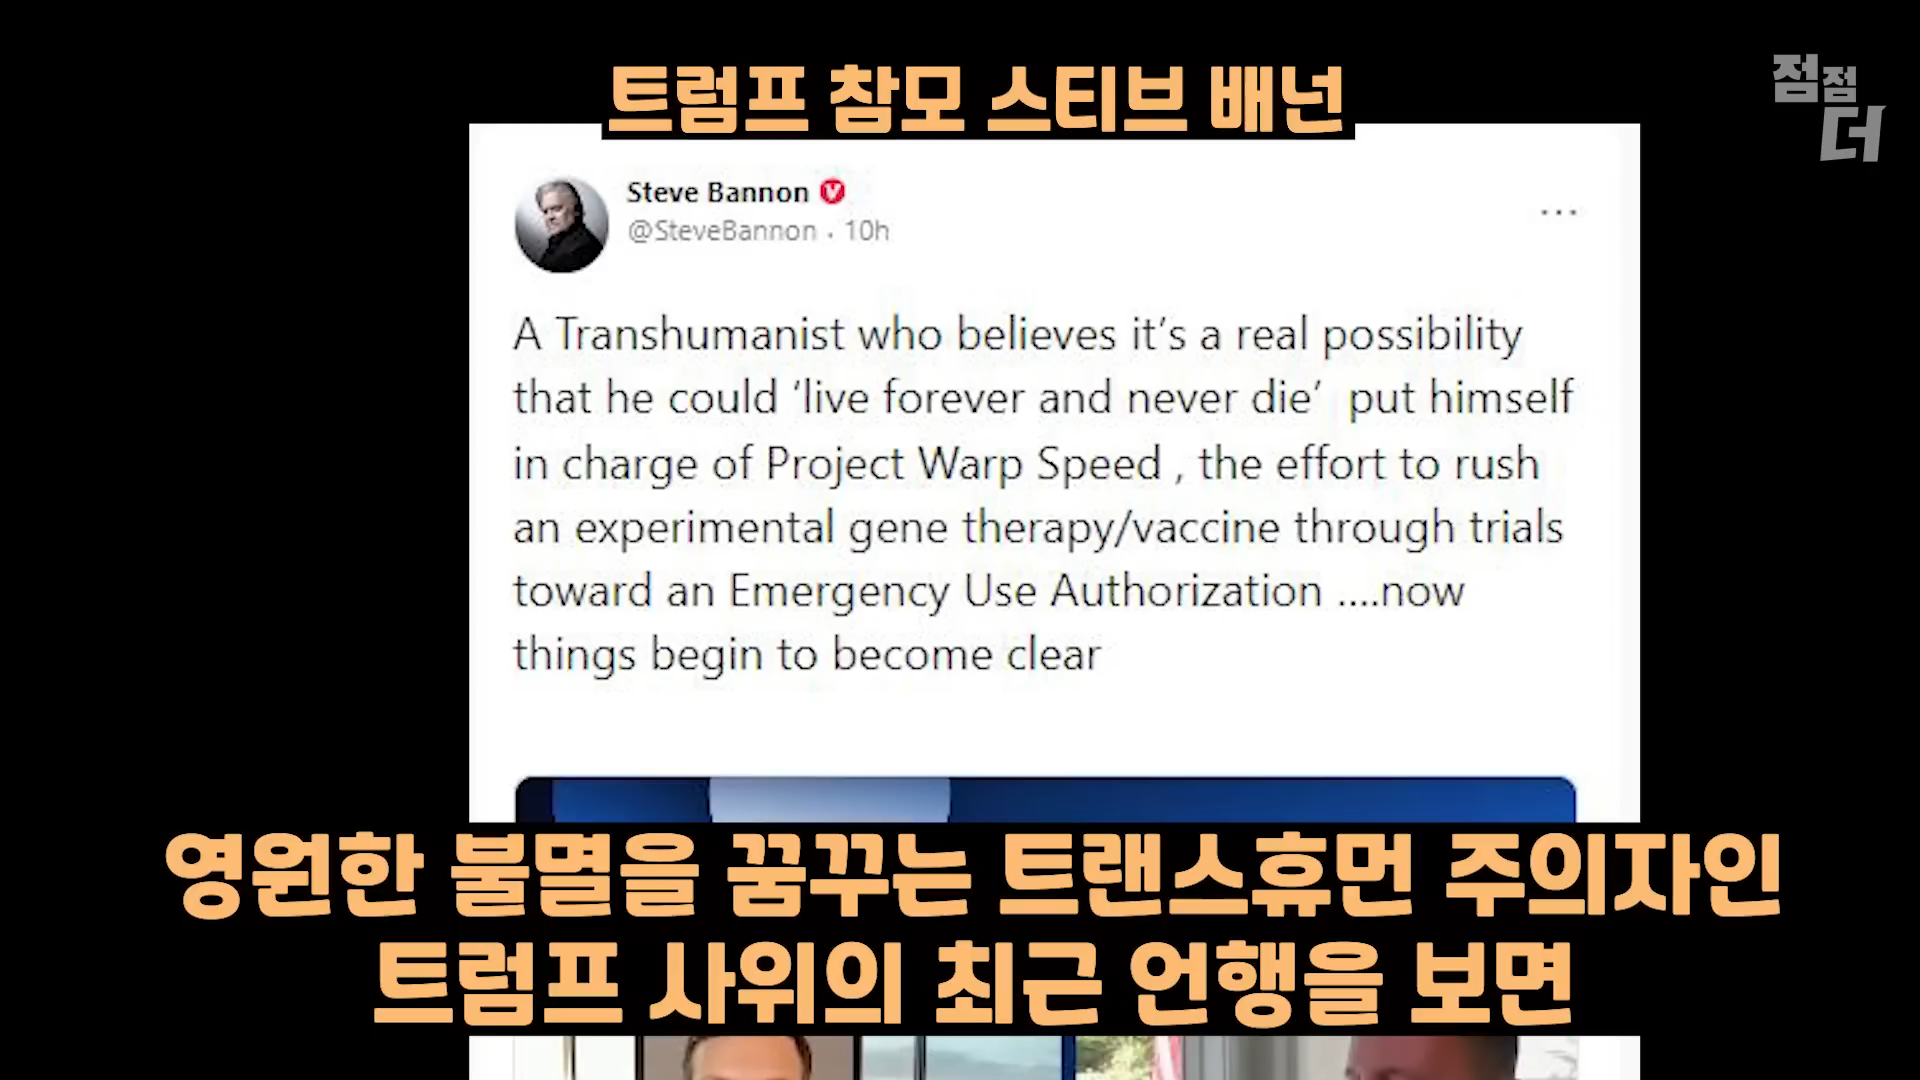 점점
더
트럼프 참모 스티브 배넌
Steve Bannon
@SteveBannon · 10h
A Transhumanist who believes it's a real possibility
that he could ‘live forever and never die’ put himself
in charge of Project Warp Speed , the effort to rush
an experimental gene therapy/vaccine through trials
toward an Emergency Use Authorization ....now
things begin to become clear
영원한 불멸을 꿈꾸는 트랜스휴먼 주의자인
트럼프 사위의 최근 언행을 보면